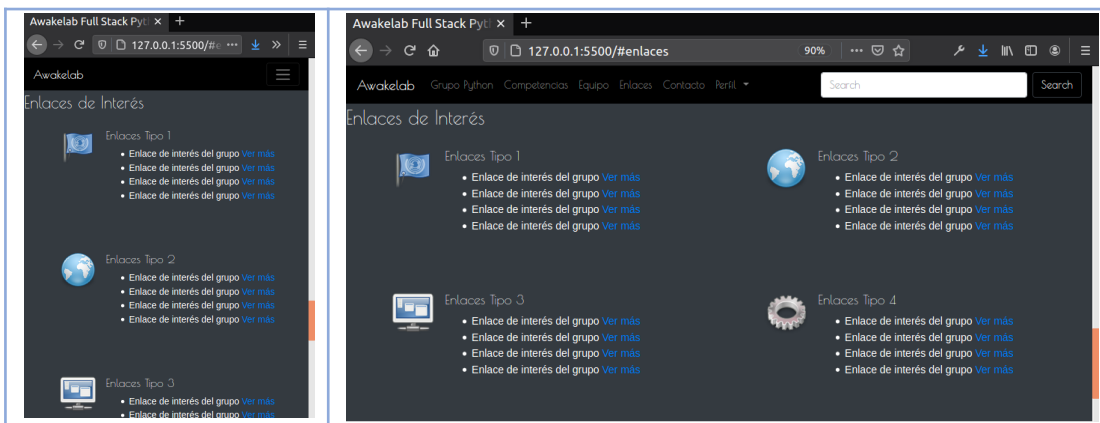 Awakelab Full Stack Pyt
127.0.0.1:5500/#e
Awakelab
Enlaces de Interés
Enlaces Tipo 1
Enlace de interés del grupo Ver más
Enlace de interés del grupo Ver más
Enlace de interés del grupo Ver más
Enlace de interés del grupo Ver más
Enlaces Tipo 2
Enlace de interés del grupo Ver más
Enlace de interés del grupo Ver más
Enlace de interés del grupo Ver más
Enlace de interés del grupo Ver más
Enlaces Tipo 3
Enlace de interés del grupo Ver más
Enlace de interés del grupo Ver más
Awakelab Full Stack Pyt
127.0.0.1:5500/#enlaces 90%
Awakelab Grupo Python Competencias Equipo Enlaces Contacto Perfil Search Search
Enlaces de Interés
Enlaces Tipo 1
Enlace de interés del grupo Ver más
Enlace de interés del grupo Ver más
Enlace de interés del grupo Ver más
Enlace de interés del grupo Ver más
Enlaces Tipo 2
Enlace de interés del grupo Ver más
Enlace de interés del grupo Ver más
Enlace de interés del grupo Ver más
Enlace de interés del grupo Ver más
Enlaces Tipo 3
Enlace de interés del grupo Ver más
Enlace de interés del grupo Ver más
Enlace de interés del grupo Ver más
Enlace de interés del grupo Ver más
Enlaces Tipo 4
Enlace de interés del grupo Ver más
Enlace de interés del grupo Ver más
Enlace de interés del grupo Ver más
Enlace de interés del grupo Ver más